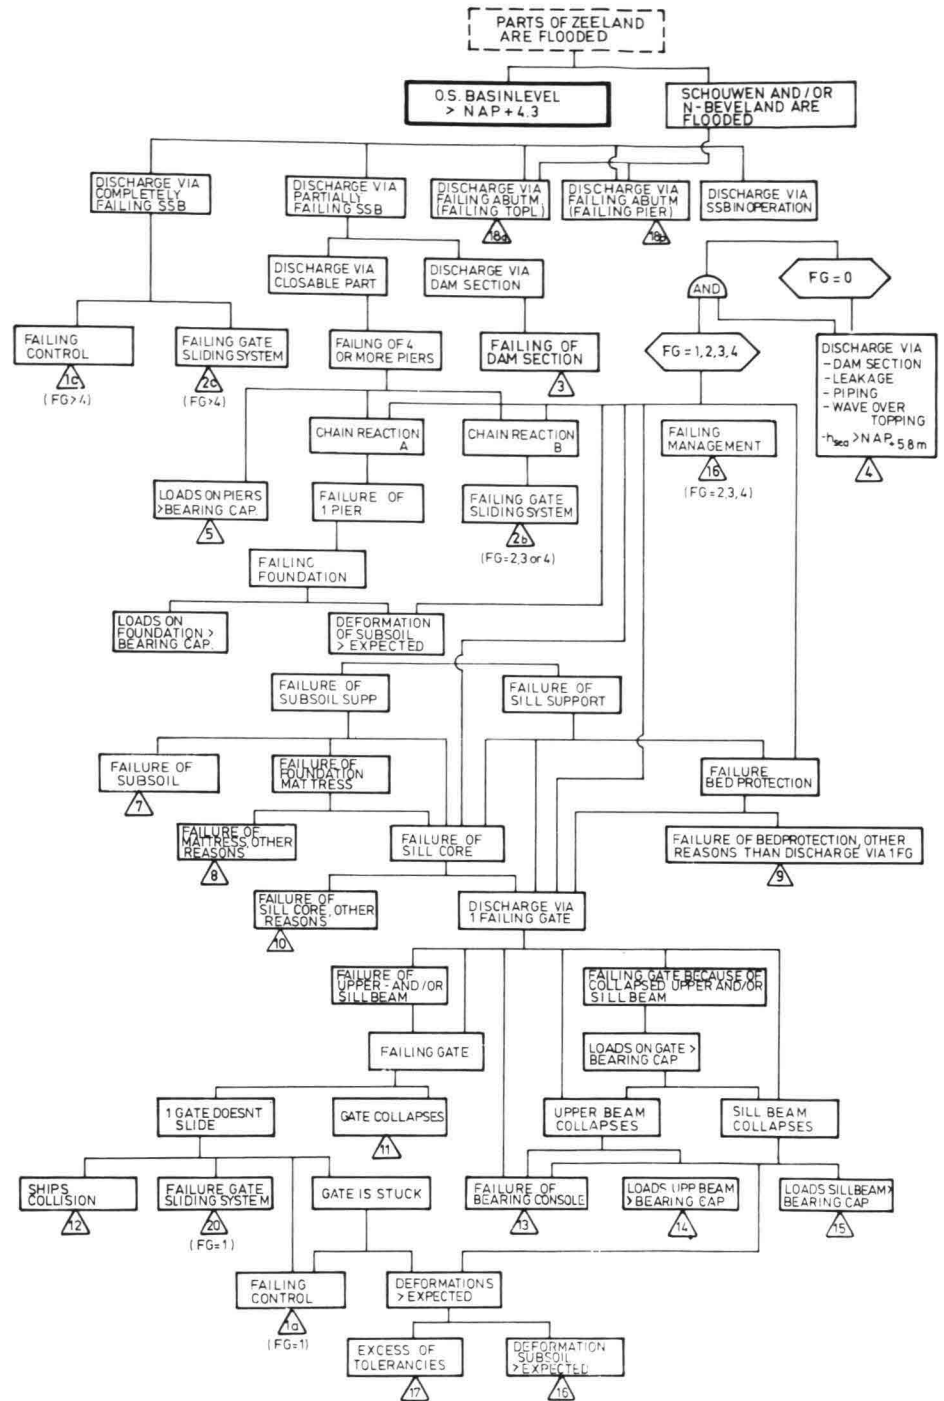 PARTS OF ZEELAND
ARE FLOODED
O.S. BASINLEVEL
> NAP+4.3
SCHOUWEN AND/OR
N-BEVELAND ARE
FLOODED
DISCHARGE VIA
COMPLETELY
FAILING SSB
DISCHARGE VIA
PARTIALLY
FAILING SSB
DISCHARGE VIA
FAILING ABUTM.
(FAILING TOPL)
18a
DISCHARGE VIA
FAILING ABUTM
(FAILING PIER)
18b
DISCHARGE VIA
SSB IN OPERATION
DISCHARGE VIA
CLOSABLE PART
DISCHARGE VIA
DAM SECTION
AND
FG=0
FAILING
CONTROL
1c
(FG>4)
FAILING GATE
SLIDING SYSTEM
2c
(FG>4)
FAILING OF 4
OR MORE PIERS
FAILING OF
DAM SECTION
3
FG=1,2,3,4
DISCHARGE VIA
-DAM SECTION
-LEAKAGE
-PIPING
-WAVE OVER
TOPPING
-hsea >NAP+5,8m
4
CHAIN REACTION
A
CHAIN REACTION
B
FAILING
MANAGEMENT
16
(FG=2,3,4)
LOADS ON PIERS
>BEARING CAP.
5
FAILURE OF
1 PIER
FAILING GATE
SLIDING SYSTEM
2b
(FG=2,3 or 4)
FAILING
FOUNDATION
LOADS ON
FOUNDATION >
BEARING CAP.
DEFORMATION
OF SUBSOIL
> EXPECTED
FAILURE OF
SUBSOIL SUPP
FAILURE OF
SILL SUPPORT
FAILURE OF
SUBSOIL
7
FAILURE OF
FOUNDATION
MATTRESS
FAILURE
BED PROTECTION
FAILURE OF
MATTRESS, OTHER
REASONS
8
FAILURE OF
SILL CORE
FAILURE OF BEDPROTECTION, OTHER
REASONS THAN DISCHARGE VIA 1FG
9
FAILURE OF
SILL CORE, OTHER
REASONS
10
DISCHARGE VIA
1 FAILING GATE
FAILURE OF
UPPER-AND/OR
SILL BEAM
FAILING GATE BECAUSE OF
COLLAPSED UPPER AND/OR
SILL BEAM
FAILING GATE
LOADS ON GATE >
BEARING CAP
1 GATE DOESNT
SLIDE
GATE COLLAPSES
11
UPPER BEAM
COLLAPSES
SILL BEAM
COLLAPSES
SHIPS
COLLISION
12
FAILURE GATE
SLIDING SYSTEM
20
(FG=1)
GATE IS STUCK
FAILURE OF
BEARING CONSOLE
13
LOADS UPP BEAM
>BEARING CAP
14
LOADS SILLBEAM>
BEARING CAP
15
FAILING
CONTROL
1a
(FG=1)
DEFORMATIONS
>EXPECTED
EXCESS OF
TOLERANCIES
17
DEFORMATION
SUBSOIL
>EXPECTED
16